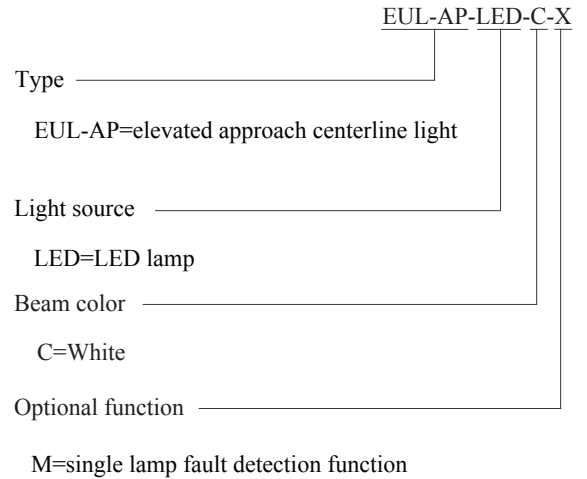 EUL-AP-LED-C-X
Type
EUL-AP=elevated approach centerline light
Light source
LED=LED lamp
Beam color
C=White
Optional function
M=single lamp fault detection function